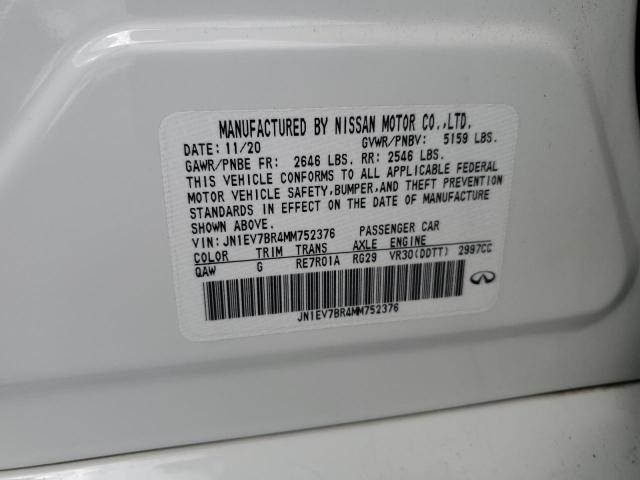 MANUFACTURED BY NISSAN MOTOR CO.,LTD.
DATE: 11/20 GVWR/PNBV: 5159 LBS.
GAWR/PNBE FR: 2646 LBS. RR: 2546 LBS.
THIS VEHICLE CONFORMS TO ALL APPLICABLE FEDERAL
MOTOR VEHICLE SAFETY,BUMPER,AND THEFT PREVENTION
STANDARDS IN EFFECT ON THE DATE OF MANUFACTURE
SHOWN ABOVE.
VIN: JN1EV7BR4MM752376 PASSENGER CAR
COLOR TRIM TRANS AXLE ENGINE
QAW G RE7R01A RG29 VR30(DDTT) 2997CC
JN1EV7BR4MM752376